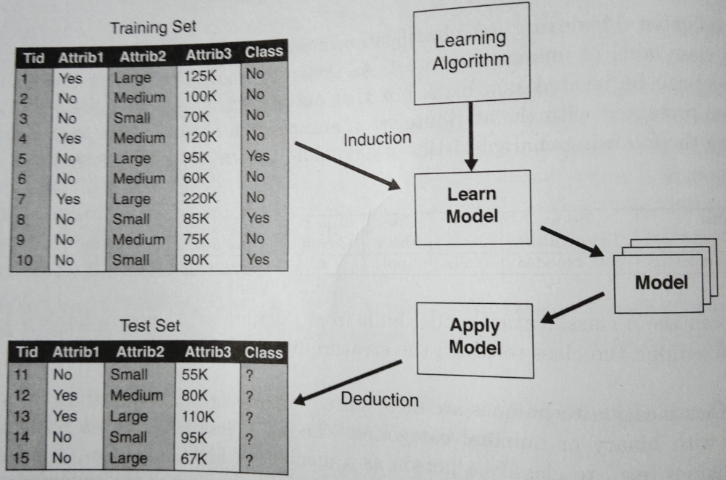 Training Set
Tid Attrib1 Attrib2 Attrib3 Class
1 Yes Large 125K No
2 No Medium 100K No
3 No Small 70K No
4 Yes Medium 120K No
5 No Large 95K Yes
6 No Medium 60K No
7 Yes Large 220K No
8 No Small 85K Yes
9 No Medium 75K No
10 No Small 90K Yes
Learning
Algorithm
Induction
Learn
Model
Model
Apply
Model
Deduction
Test Set
Tid Attrib1 Attrib2 Attrib3 Class
11 No Small 55K ?
12 Yes Medium 80K ?
13 Yes Large 110K ?
14 No Small 95K ?
15 No Large 67K ?